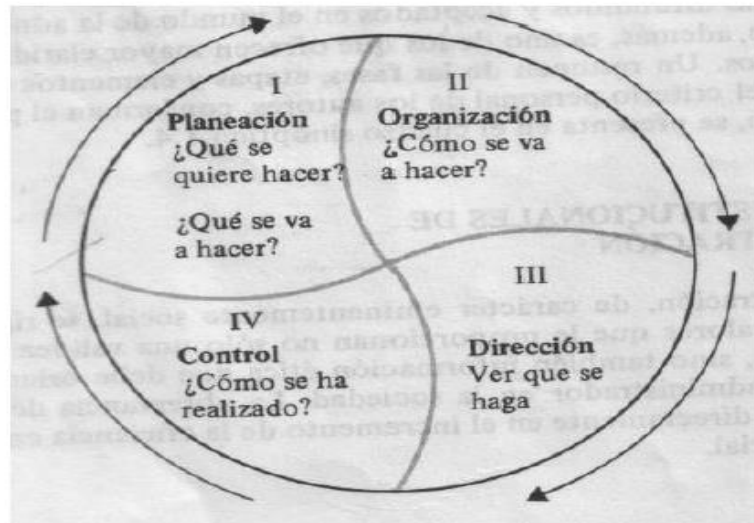 I
Planeación
¿Qué se
quiere hacer?
¿Qué se va
a hacer?
II
Organización
¿Cómo se va
a hacer?
III
Dirección
Ver que se
haga
IV
Control
¿Cómo se ha
realizado?